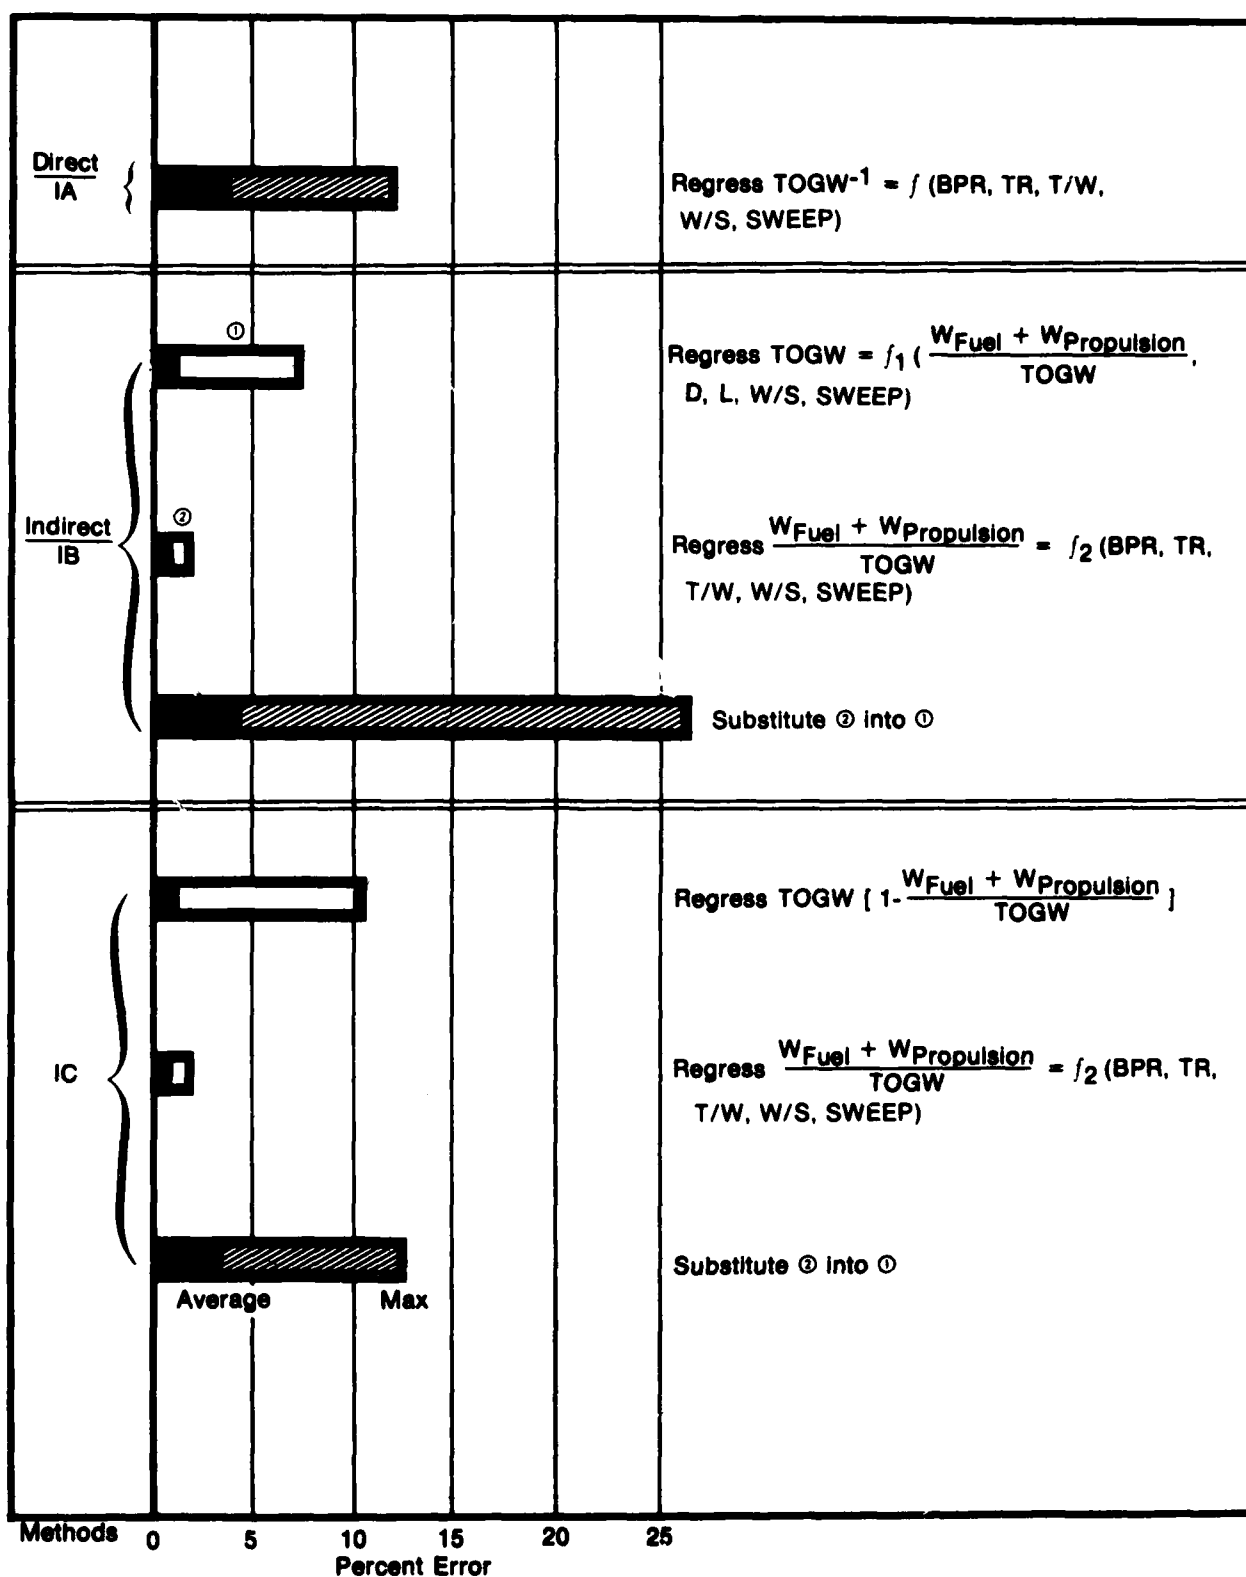 Direct
IA
Regress TOGW-1 = f (BPR, TR, T/W,
W/S, SWEEP)
①
Regress TOGW = f1 ( WFuel + WPropulsion
TOGW ,
D, L, W/S, SWEEP)
Indirect
IB
②
Regress WFuel + WPropulsion = f2 (BPR, TR,
TOGW
T/W, W/S, SWEEP)
Substitute ② into ①
Regress TOGW [ 1- WFuel + WPropulsion ]
TOGW
IC
Regress WFuel + WPropulsion = f2 (BPR, TR,
TOGW
T/W, W/S, SWEEP)
Substitute ② into ①
Average Max
Methods 0 5 10 15 20 25
Percent Error